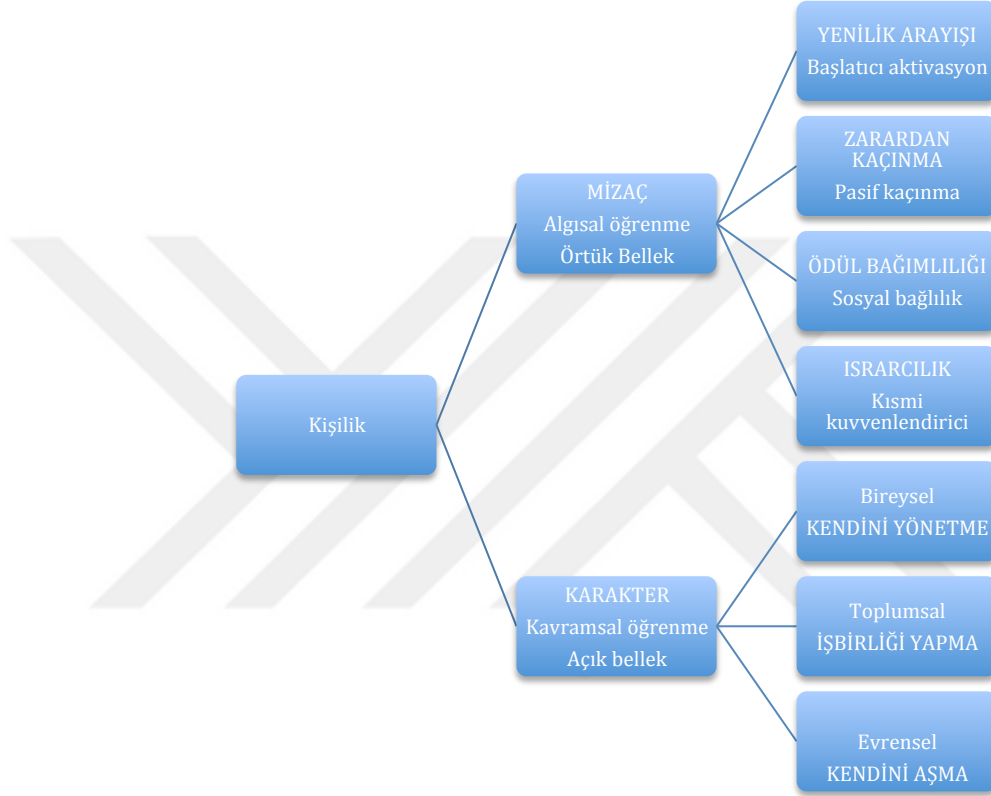 YENİLİK ARAYIŞI
Başlatıcı aktivasyon
ZARARDAN
KAÇINMA
Pasif kaçınma
MİZAÇ
Algısal öğrenme
Örtük Bellek
ÖDÜL BAĞIMLILIĞI
Sosyal bağlılık
ISRARCILIK
Kısmi
kuvvenlendirici
Kişilik
Bireysel
KENDİNİ YÖNETME
KARAKTER
Kavramsal öğrenme
Açık bellek
Toplumsal
İŞBİRLİĞİ YAPMA
Evrensel
KENDİNİ AŞMA